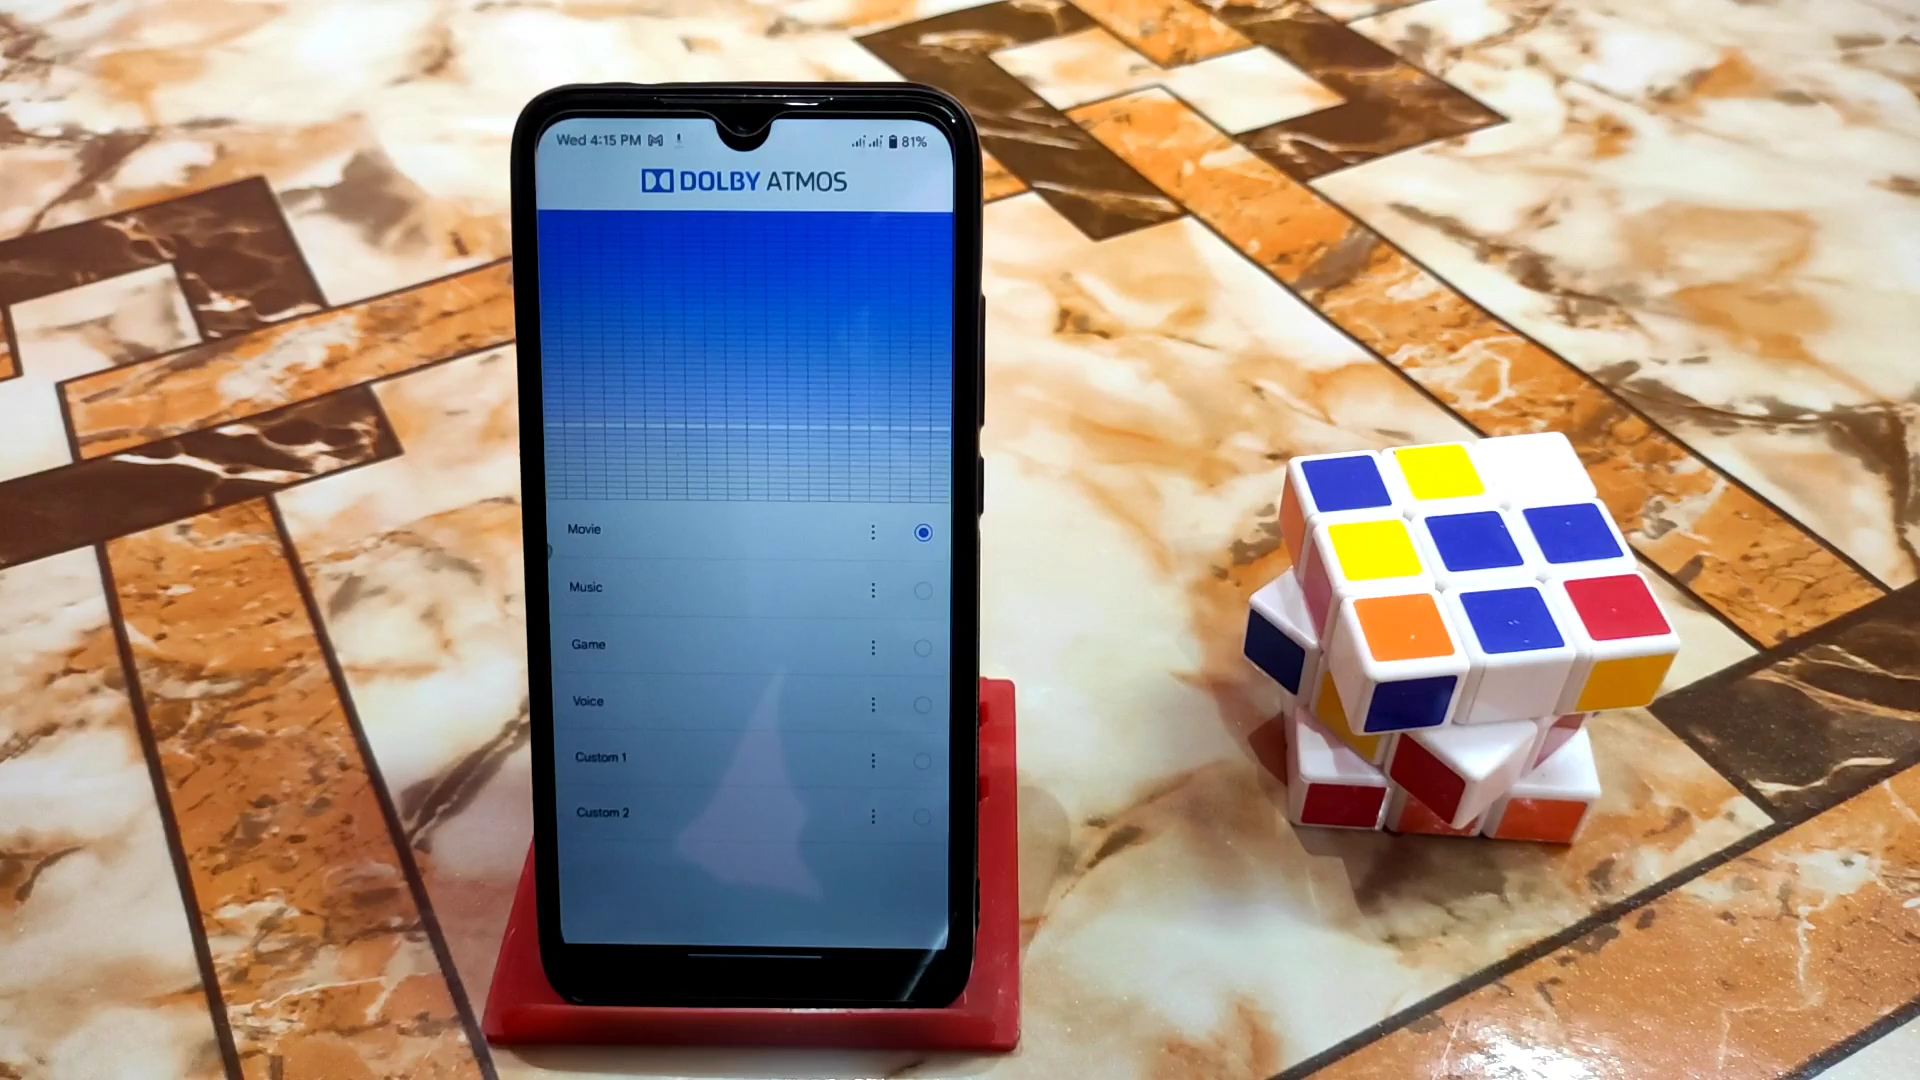 Wed 4:15 PM 81%
DOLBY ATMOS
Movie
Music
Game
Voice
Custom 1
Custom 2